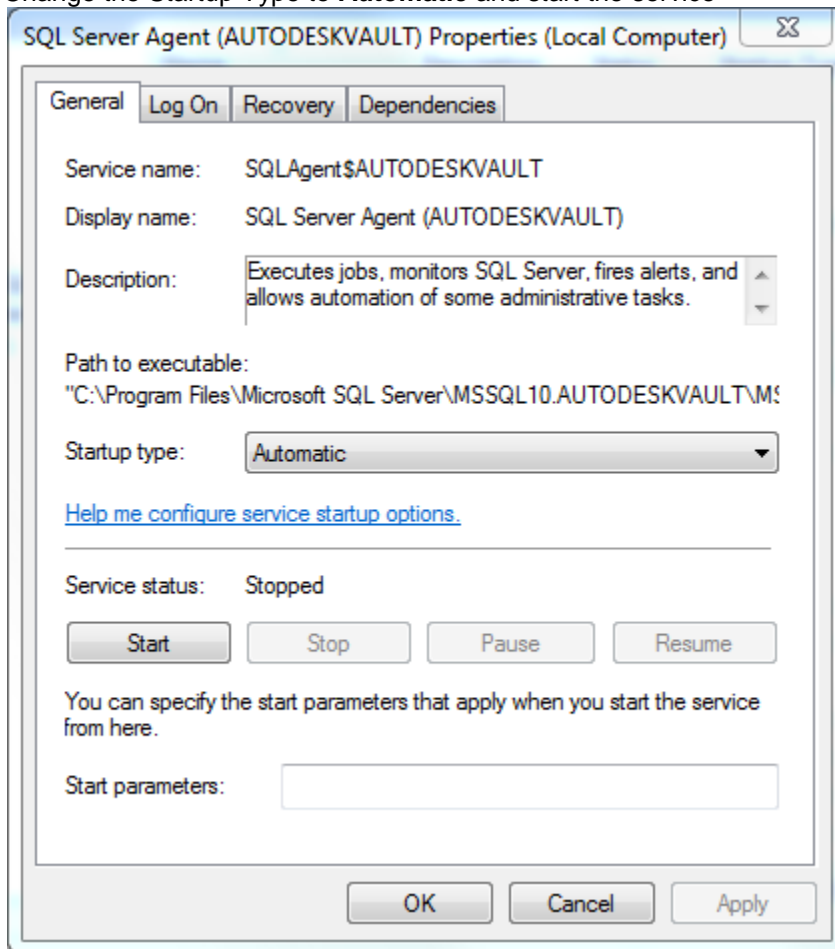 Change the Startup Type to Automatic and start the service
SQL Server Agent (AUTODESKVAULT) Properties (Local Computer)
General Log On Recovery Dependencies
Service name: SQLAgent$AUTODESKVAULT
Display name: SQL Server Agent (AUTODESKVAULT)
Description: Executes jobs, monitors SQL Server, fires alerts, and
allows automation of some administrative tasks.
Path to executable:
"C:\Program Files\Microsoft SQL Server\MSSQL10.AUTODESKVAULT\MS
Startup type: Automatic
Help me configure service startup options.
Service status: Stopped
Start Stop Pause Resume
You can specify the start parameters that apply when you start the service
from here.
Start parameters:
OK Cancel Apply